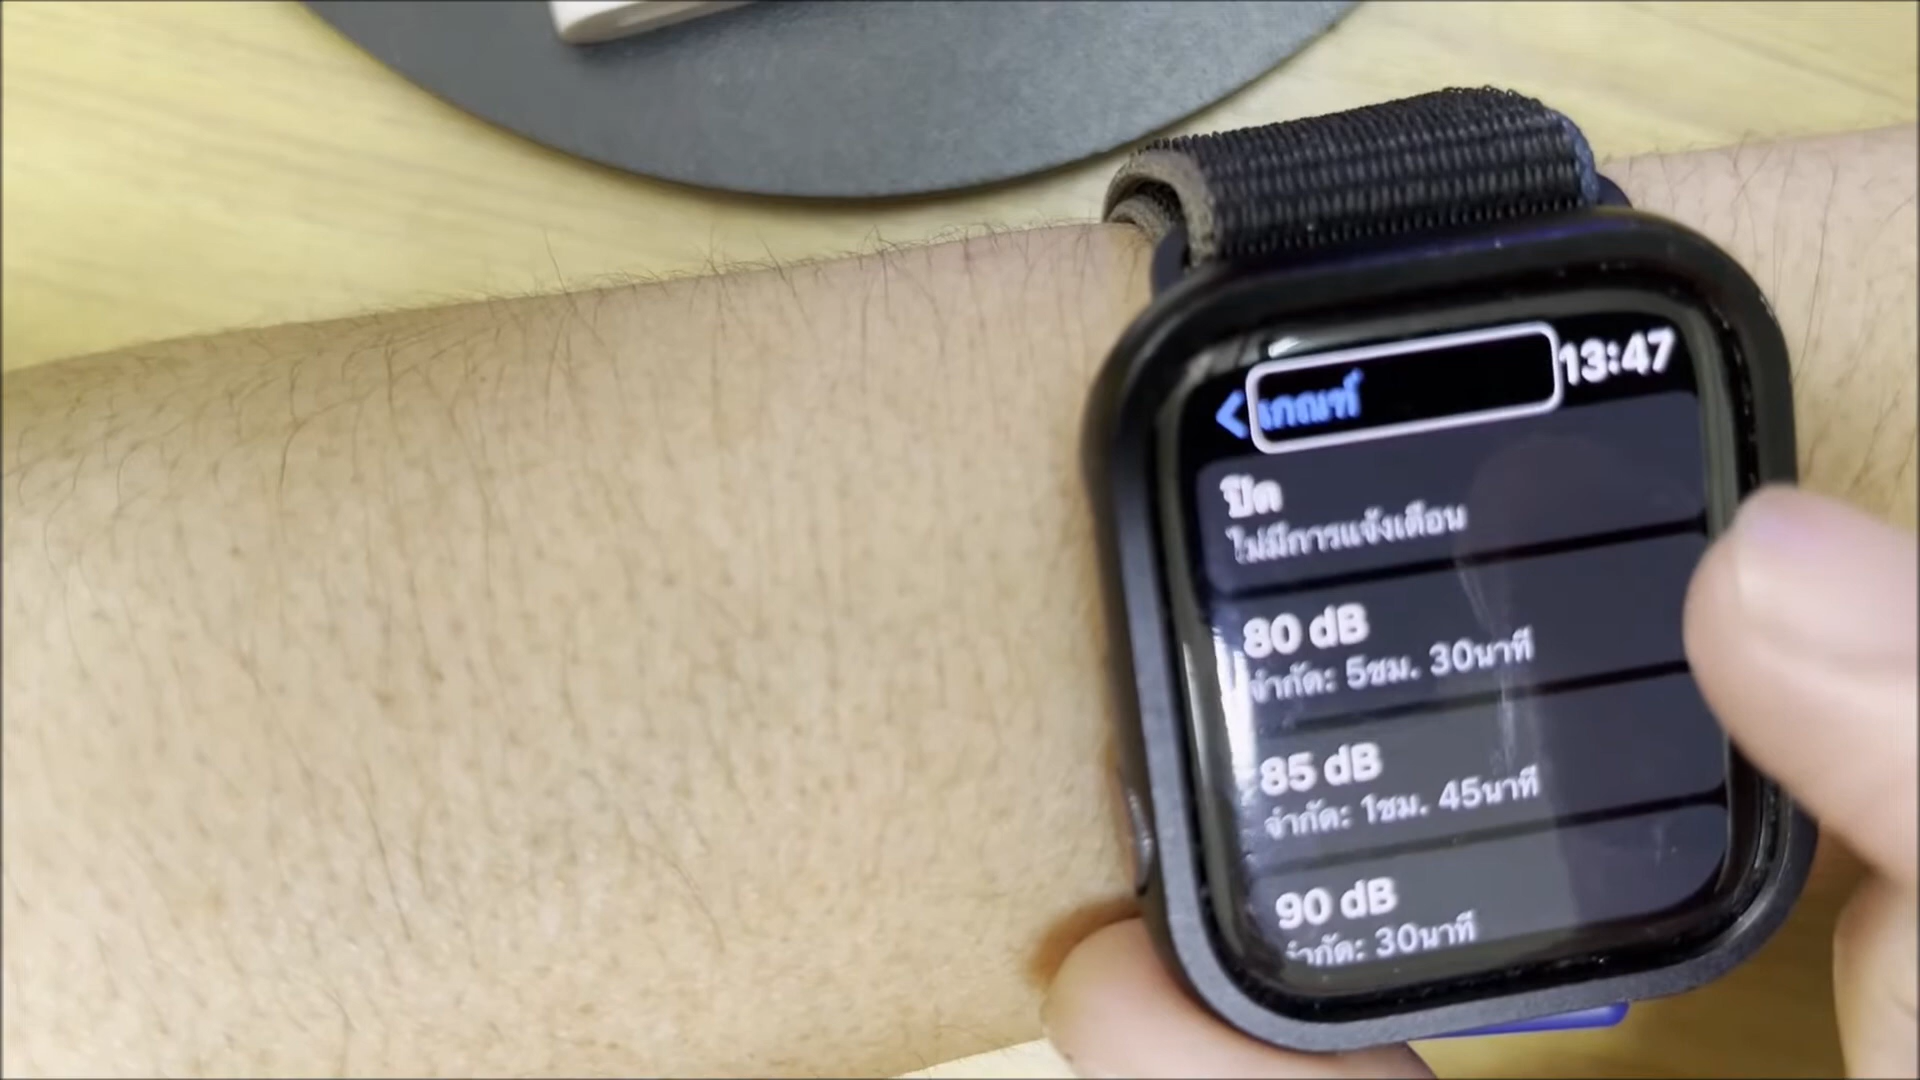 < เกณฑ์ 13:47
ปิด
ไม่มีการแจ้งเตือน
80 dB
จำกัด: 5ชม. 30นาที
85 dB
จำกัด: 1ชม. 45นาที
90 dB
จำกัด: 30นาที